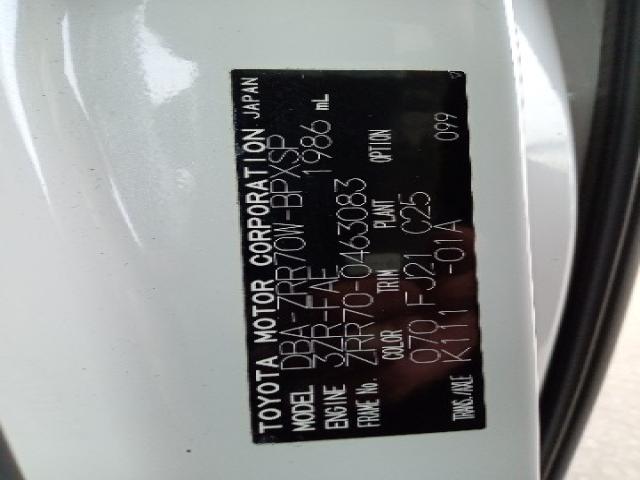 TOYOTA MOTOR CORPORATION JAPAN
MODEL DBA-ZRR70W-BPXSP
ENGINE 3ZR-FAE 1986 mL
FRAME No. ZRR70-0463083
COLOR TRIM PLANT OPTION
070 FJ21 C25 099
TRANS./AXLE K111 -01A